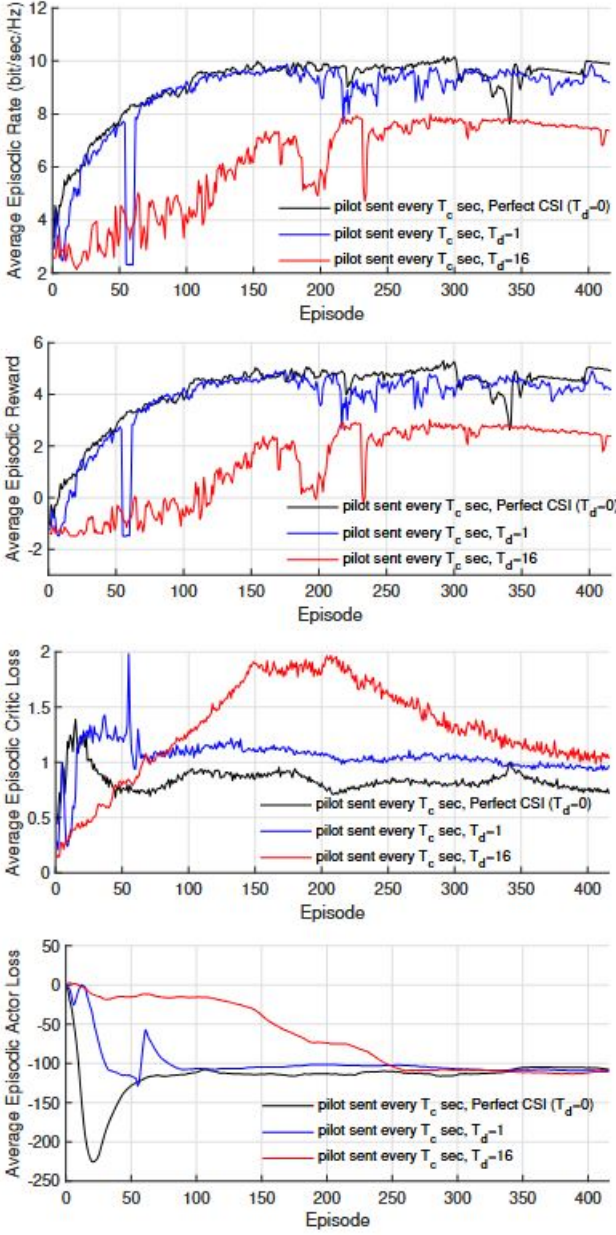 12
10
8
6
4
2
Average Episodic Rate (bit/sec/Hz)
pilot sent every T_c sec, Perfect CSI (T_d=0)
pilot sent every T_c sec, T_d=1
pilot sent every T_c sec, T_d=16
0 50 100 150 200 250 300 350 400
Episode
6
4
2
0
-2
Average Episodic Reward
pilot sent every T_c sec, Perfect CSI (T_d=0)
pilot sent every T_c sec, T_d=1
pilot sent every T_c sec, T_d=16
0 50 100 150 200 250 300 350 400
Episode
2
1.5
1
0.5
0
Average Episodic Critic Loss
pilot sent every T_c sec, Perfect CSI (T_d=0)
pilot sent every T_c sec, T_d=1
pilot sent every T_c sec, T_d=16
0 50 100 150 200 250 300 350 400
Episode
50
0
-50
-100
-150
-200
-250
Average Episodic Actor Loss
pilot sent every T_c sec, Perfect CSI (T_d=0)
pilot sent every T_c sec, T_d=1
pilot sent every T_c sec, T_d=16
0 50 100 150 200 250 300 350 400
Episode